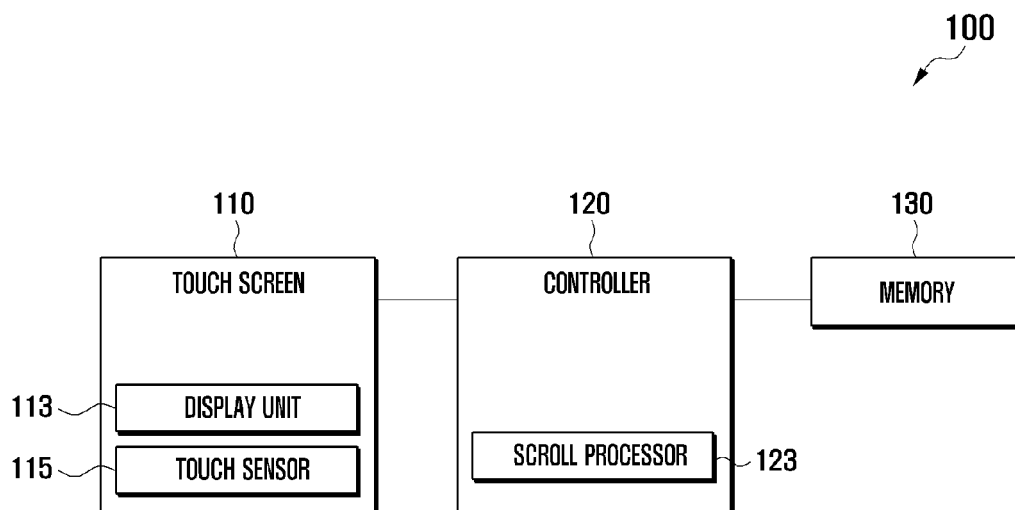 100
110
120
130
TOUCH SCREEN
CONTROLLER
MEMORY
113
DISPLAY UNIT
115
TOUCH SENSOR
SCROLL PROCESSOR
123